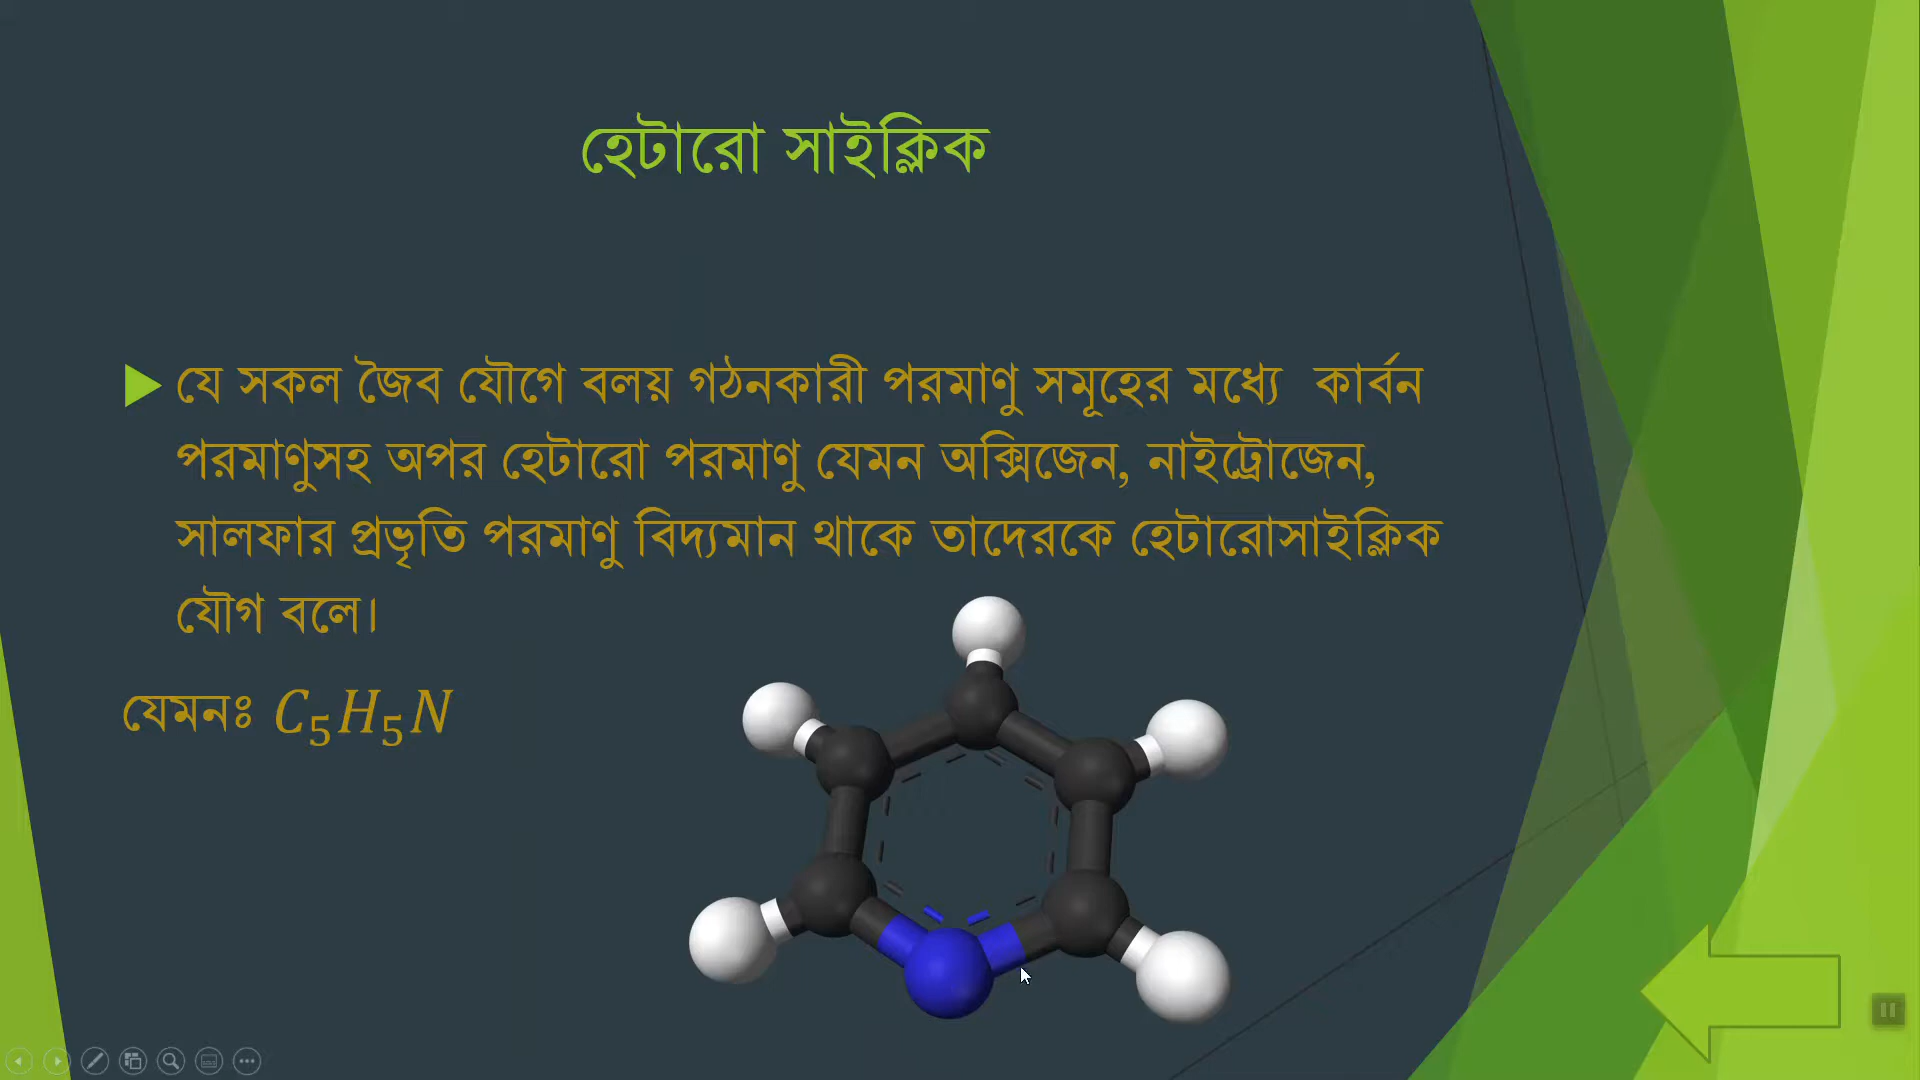 হেটারো সাইক্লিক
যে সকল জৈব যৌগে বলয় গঠনকারী পরমাণু সমূহের মধ্যে কার্বন
পরমাণুসহ অপর হেটারো পরমাণু যেমন অক্সিজেন, নাইট্রোজেন,
সালফার প্রভৃতি পরমাণু বিদ্যমান থাকে তাদেরকে হেটারোসাইক্লিক
যৌগ বলে।
যেমনঃ C₅H₅N